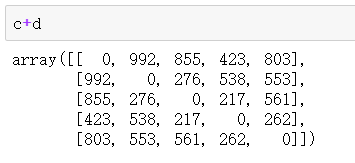 c+d
array([[  0, 992, 855, 423, 803],
       [992,   0, 276, 538, 553],
       [855, 276,   0, 217, 561],
       [423, 538, 217,   0, 262],
       [803, 553, 561, 262,   0]])